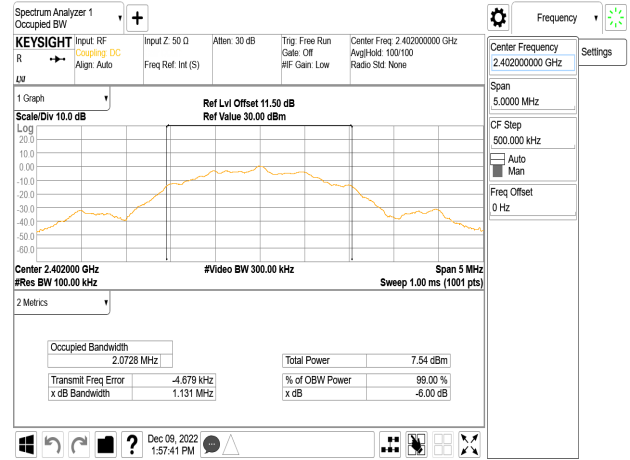 Spectrum Analyzer 1
Occupied BW
Frequency
KEYSIGHT
R
LXI
Input: RF
Coupling: DC
Align: Auto
Input Z: 50 Ω
Freq Ref: Int (S)
Atten: 30 dB
Trig: Free Run
Gate: Off
#IF Gain: Low
Center Freq: 2.402000000 GHz
Avg|Hold: 100/100
Radio Std: None
Center Frequency
2.402000000 GHz
Settings
Span
5.0000 MHz
CF Step
500.000 kHz
Auto
Man
Freq Offset
0 Hz
1 Graph
Ref Lvl Offset 11.50 dB
Scale/Div 10.0 dB
Ref Value 30.00 dBm
Log
20.0
10.0
0.00
-10.0
-20.0
-30.0
-40.0
-50.0
-60.0
Center 2.402000 GHz
#Video BW 300.00 kHz
Span 5 MHz
#Res BW 100.00 kHz
Sweep 1.00 ms (1001 pts)
2 Metrics
Occupied Bandwidth
2.0728 MHz
Total Power 7.54 dBm
Transmit Freq Error -4.679 kHz
% of OBW Power 99.00 %
x dB Bandwidth 1.131 MHz
x dB -6.00 dB
?
Dec 09, 2022
1:57:41 PM